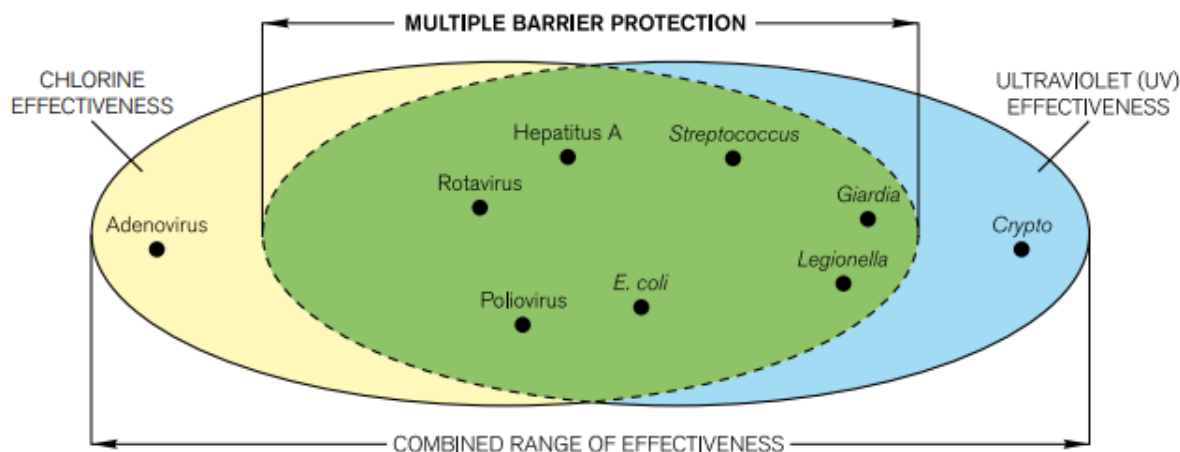 MULTIPLE BARRIER PROTECTION
CHLORINE
EFFECTIVENESS
ULTRAVIOLET (UV)
EFFECTIVENESS
Hepatitus A
Streptococcus
Rotavirus
Giardia
Adenovirus
Crypto
Legionella
E. coli
Poliovirus
COMBINED RANGE OF EFFECTIVENESS